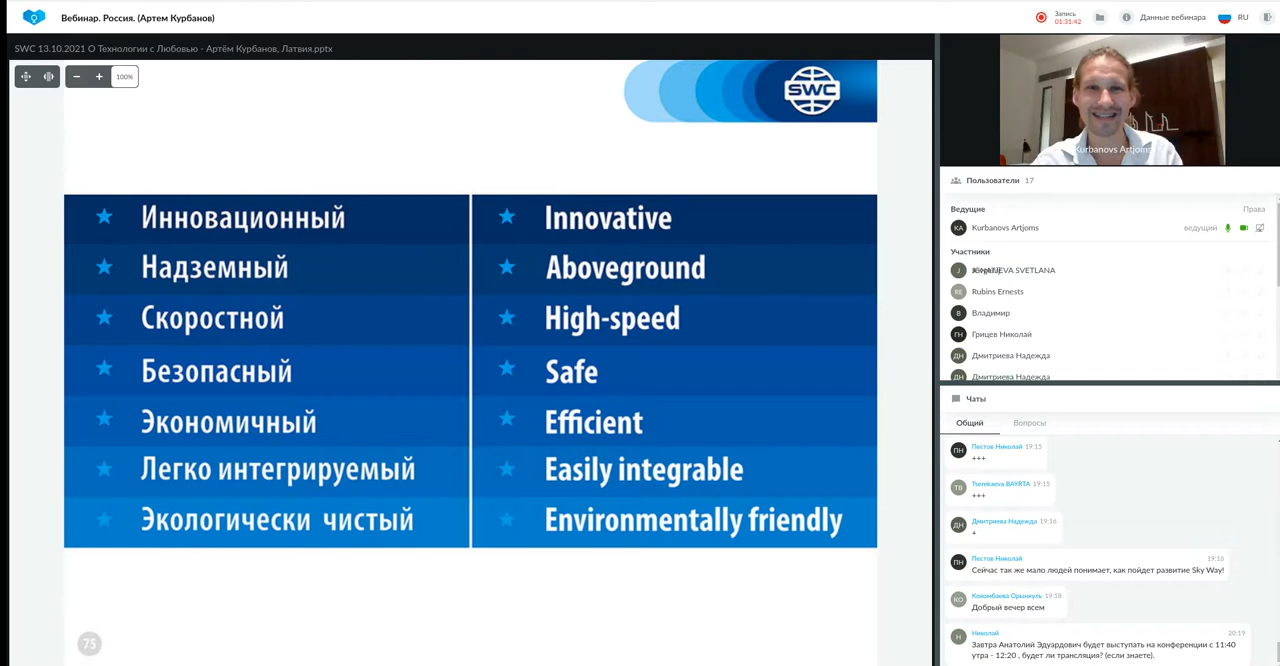 Вебинар. Россия. (Артем Курбанов)
Запись
01:31:42
Данные вебинара
RU
SWC 13.10.2021 О Технологии с Любовью - Артём Курбанов, Латвия.pptx
100%
SWC
Инновационный
Innovative
Надземный
Aboveground
Скоростной
High-speed
Безопасный
Safe
Экономичный
Efficient
Легко интегрируемый
Easily integrable
Экологически чистый
Environmentally friendly
75
Kurbanovs Artjoms
Пользователи 17
Ведущие
Права
KA Kurbanovs Artjoms
ведущий
Участники
J SVETLANA
RE Rubins Ernests
В Владимир
ГН Грицев Николай
ДН Дмитриева Надежда
ДН Дмитриева Надежда
Чаты
Общий
Вопросы
ПН Пестов Николай 19:15
+++
TB Tserekaeva BAYRTA 19:15
+++
ДН Дмитриева Надежда 19:16
+
ПН Пестов Николай 19:16
Сейчас так же мало людей понимает, как пойдет развитие Sky Way!
КО Кокомбаева Орынкуль 19:18
Добрый вечер всем
Н Николай 20:19
Завтра Анатолий Эдуардович будет выступать на конференции с 11:40
утра - 12:20 , будет ли трансляция? (если знаете).